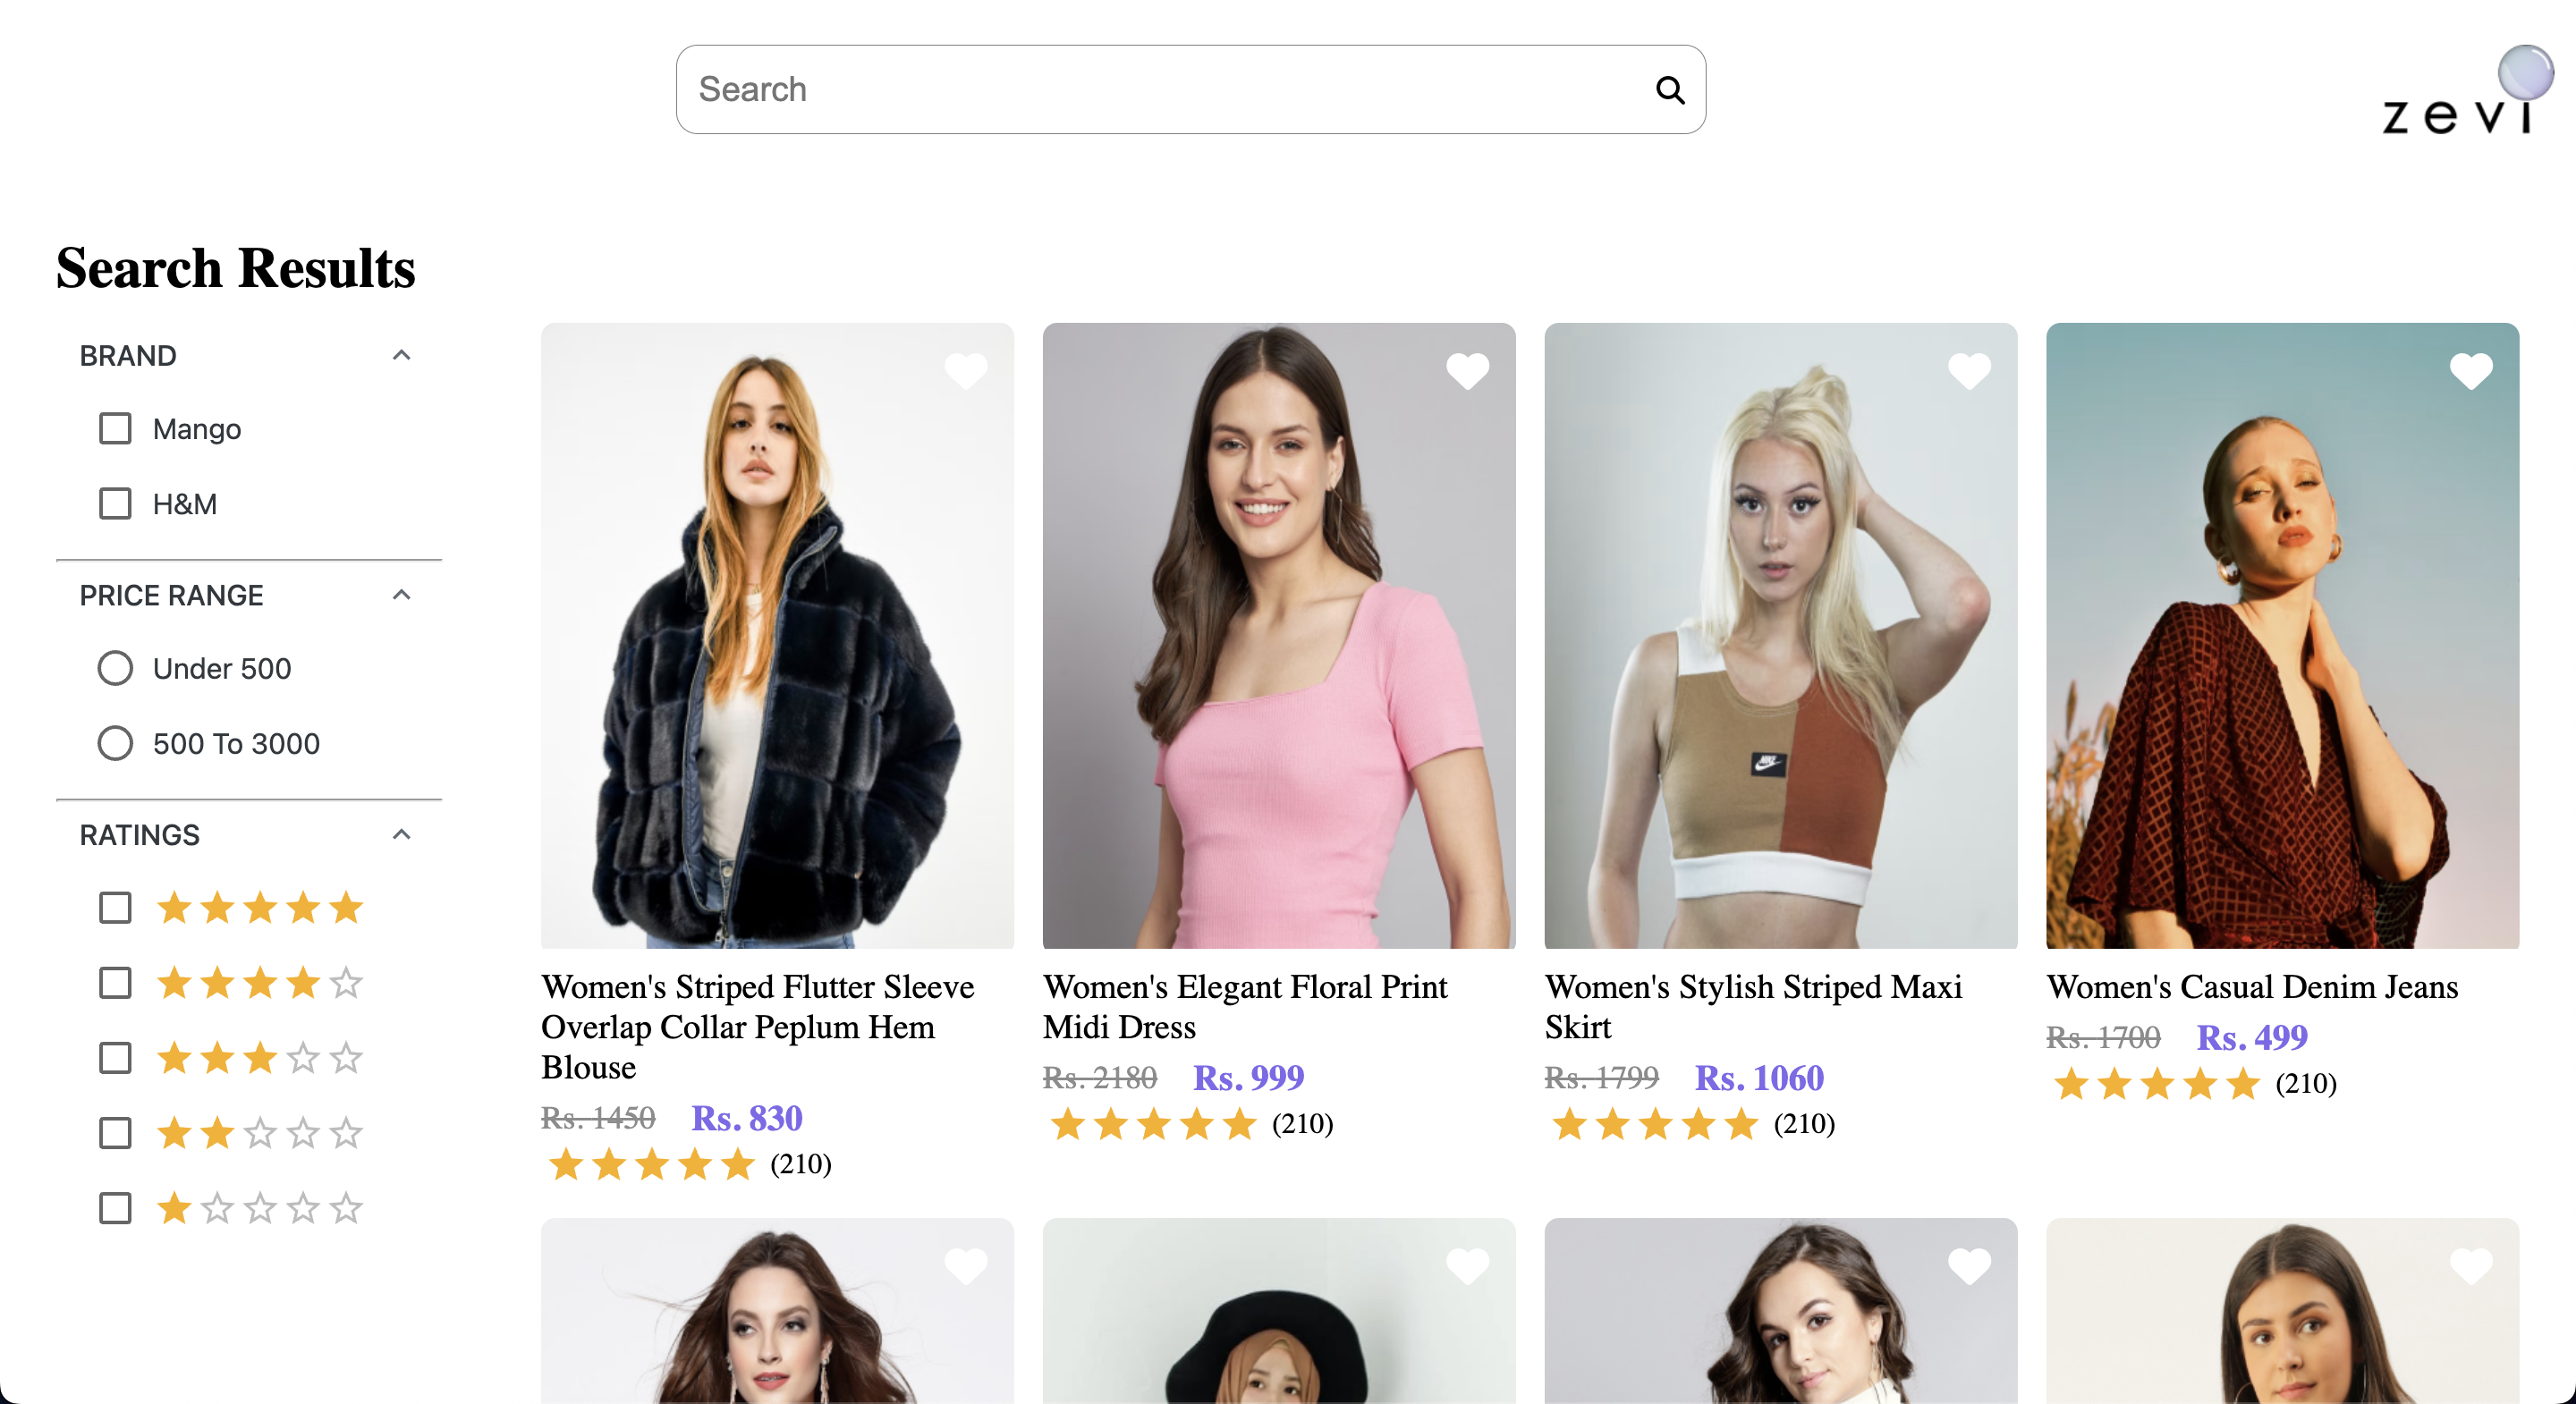 Search
zevi
Search Results
BRAND
Mango
H&M
PRICE RANGE
Under 500
500 To 3000
RATINGS
NIKE
Women's Striped Flutter Sleeve
Overlap Collar Peplum Hem
Blouse
Rs. 1450 Rs. 830
(210)
Women's Elegant Floral Print
Midi Dress
Rs. 2180 Rs. 999
(210)
Women's Stylish Striped Maxi
Skirt
Rs. 1799 Rs. 1060
(210)
Women's Casual Denim Jeans
Rs. 1700 Rs. 499
(210)